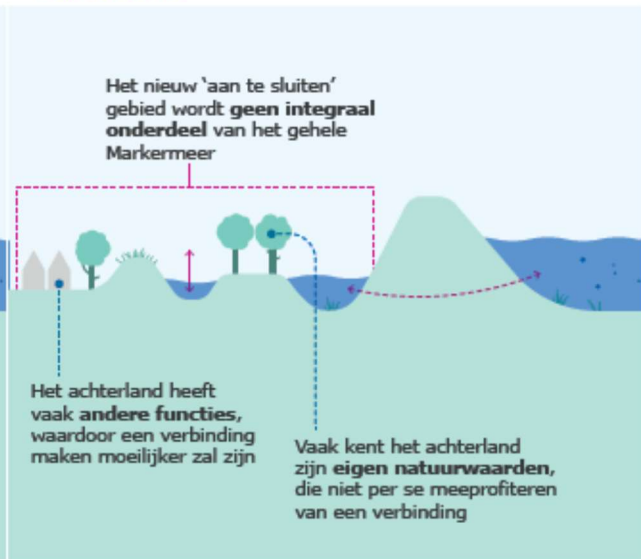 Het nieuw ‘aan te sluiten’
gebied wordt geen integraal
onderdeel van het gehele
Markermeer
Het achterland heeft
vaak andere functies,
waardoor een verbinding
maken moeilijker zal zijn
Vaak kent het achterland
zijn eigen natuurwaarden,
die niet per se meeprofiteren
van een verbinding